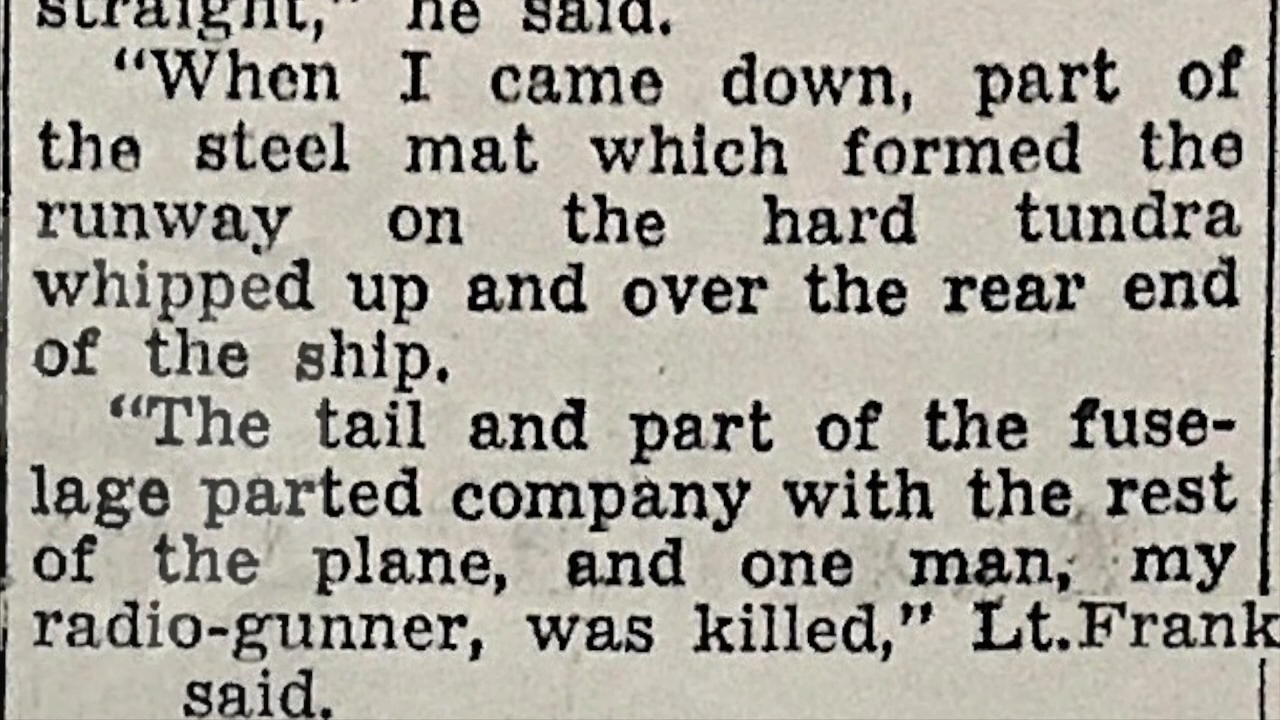 straight," he said.
"When I came down, part of
the steel mat which formed the
runway on the hard tundra
whipped up and over the rear end
of the ship.
"The tail and part of the fuse-
lage parted company with the rest
of the plane, and one man, my
radio-gunner, was killed," Lt.Frank
said.